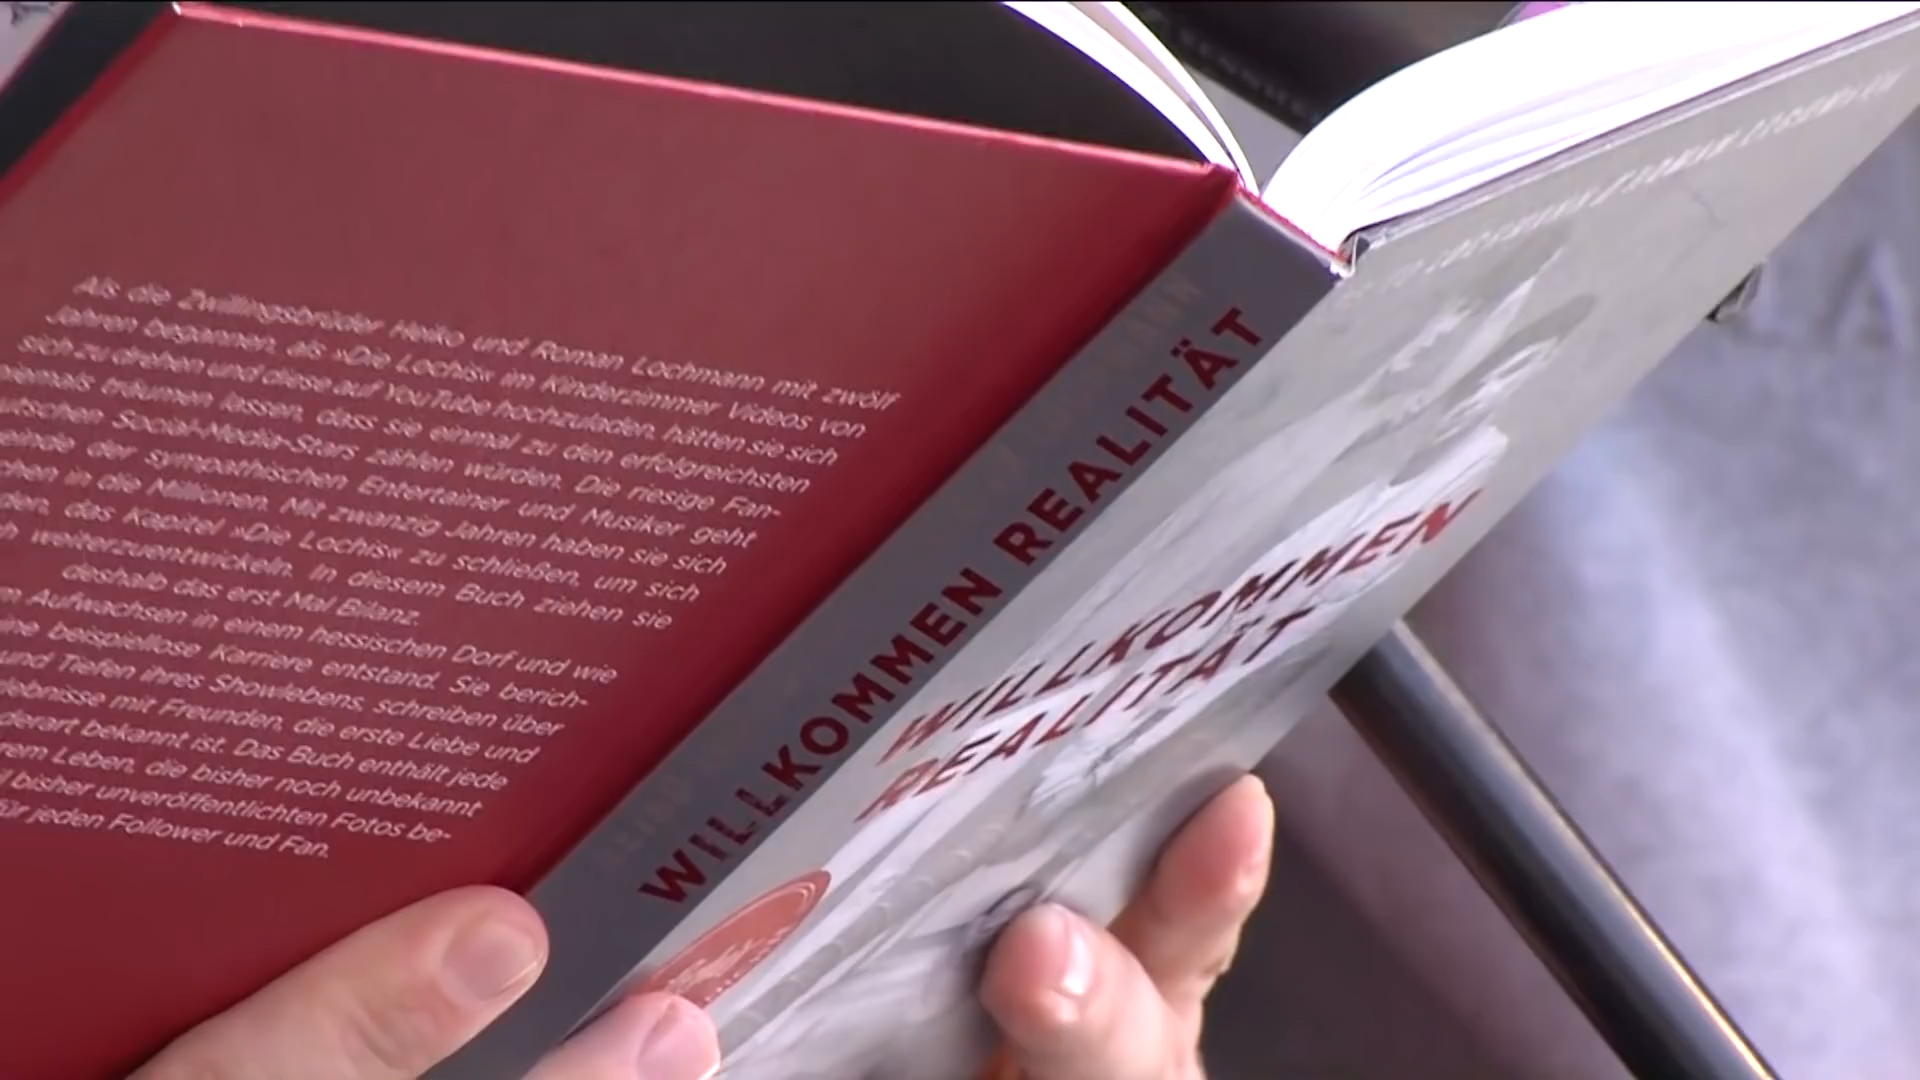 Als die Zwillingsbrüder Heiko und Roman Lochmann mit zwölf
Jahren begannen, als »Die Lochis« im Kinderzimmer Videos von
sich zu drehen und diese auf YouTube hochzuladen, hätten sie sich
träumen lassen, dass sie einmal zu den erfolgreichsten
Social-Media-Stars zählen würden. Die riesige Fan-
der sympathischen Entertainer und Musiker geht
in die Millionen. Mit zwanzig Jahren haben sie sich
das Kapitel »Die Lochis« zu schließen, um sich
weiterzuentwickeln. In diesem Buch ziehen sie
deshalb das erst Mal Bilanz.
Aufwachsen in einem hessischen Dorf und wie
beispiellose Karriere entstand. Sie berich-
und Tiefen ihres Showlebens, schreiben über
mit Freunden, die erste Liebe und
derart bekannt ist. Das Buch enthält jede
Leben, die bisher noch unbekannt
bisher unveröffentlichten Fotos be-
für jeden Follower und Fan.
WILLKOMMEN REALITÄT
WILLKOMMEN
REALITÄT